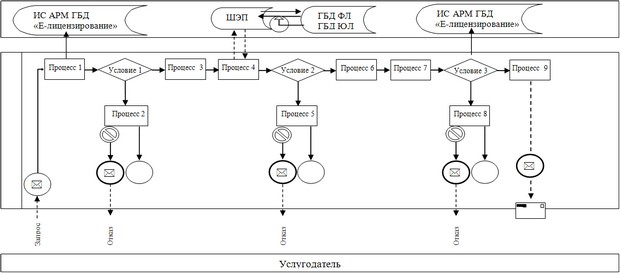 ИС АРМ ГБД
«Е-лицензирование»
ШЭП
ГБД ФЛ
ГБД ЮЛ
ИС АРМ ГБД
«Е-лицензирование»
Процесс 1
Условие 1
Процесс 3
Процесс 4
Условие 2
Процесс 6
Процесс 7
Условие 3
Процесс 9
Процесс 2
Процесс 5
Процесс 8
Запрос
Отказ
Отказ
Отказ
Услугодатель